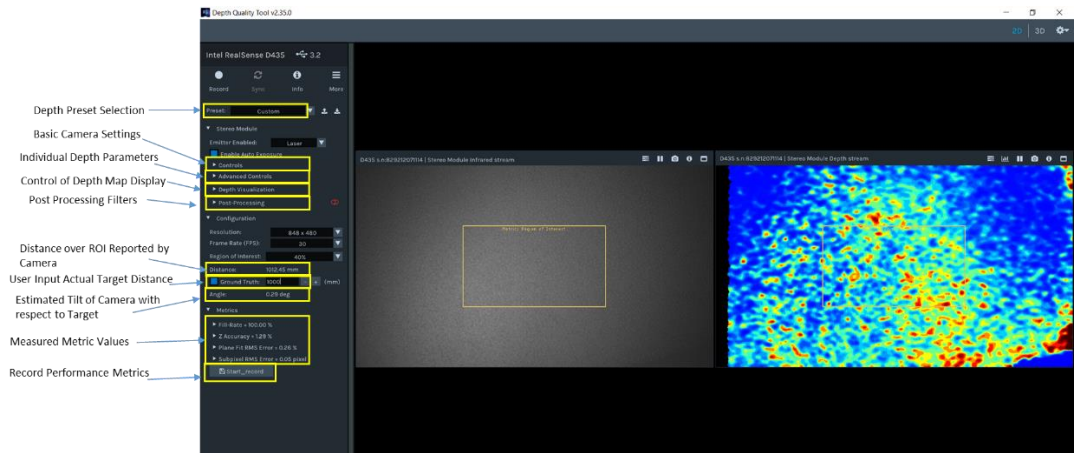 Depth Quality Tool v2.35.0
2D
3D
Intel RealSense D435 3.2
Record
Sync
Info
More
Depth Preset Selection
Preset: Custom
Basic Camera Settings
Stereo Module
Emitter Enabled: Laser
Enable Auto Exposure
Individual Depth Parameters
Controls
Advanced Controls
Control of Depth Map Display
Depth Visualization
Post Processing Filters
Post-Processing
Configuration
Resolution: 848 x 480
Frame Rate (FPS): 30
Region of Interest: 40%
Distance over ROI Reported by
Camera
Distance: 1012.45 mm
User Input Actual Target Distance
Ground Truth: 1000 - + (mm)
Estimated Tilt of Camera with
respect to Target
Angle: 0.29 deg
Metrics
Measured Metric Values
Fill-Rate = 100.00 %
Z Accuracy = 1.28 %
Plane Fit RMS Error = 0.26 %
Subpixel RMS Error = 0.05 pixel
Record Performance Metrics
Start_record
D435 s.n:629212071114 | Stereo Module Infrared stream
Metric Region of Interest
D435 s.n:629212071114 | Stereo Module Depth stream